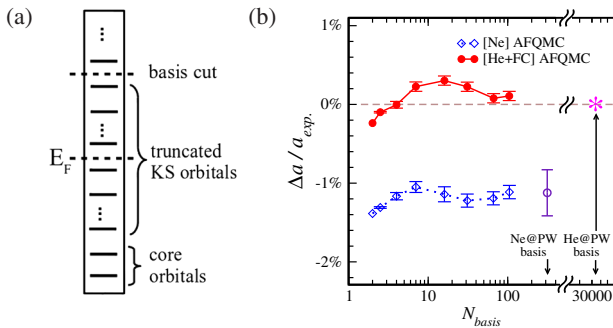 (a)
basis cut
E_F
truncated
KS orbitals
core
orbitals
(b)
[Ne] AFQMC
[He+FC] AFQMC
1%
0%
-1%
-2%
Δa / a_exp.
Ne@PW
basis
He@PW
basis
1
10
100
30000
N_basis